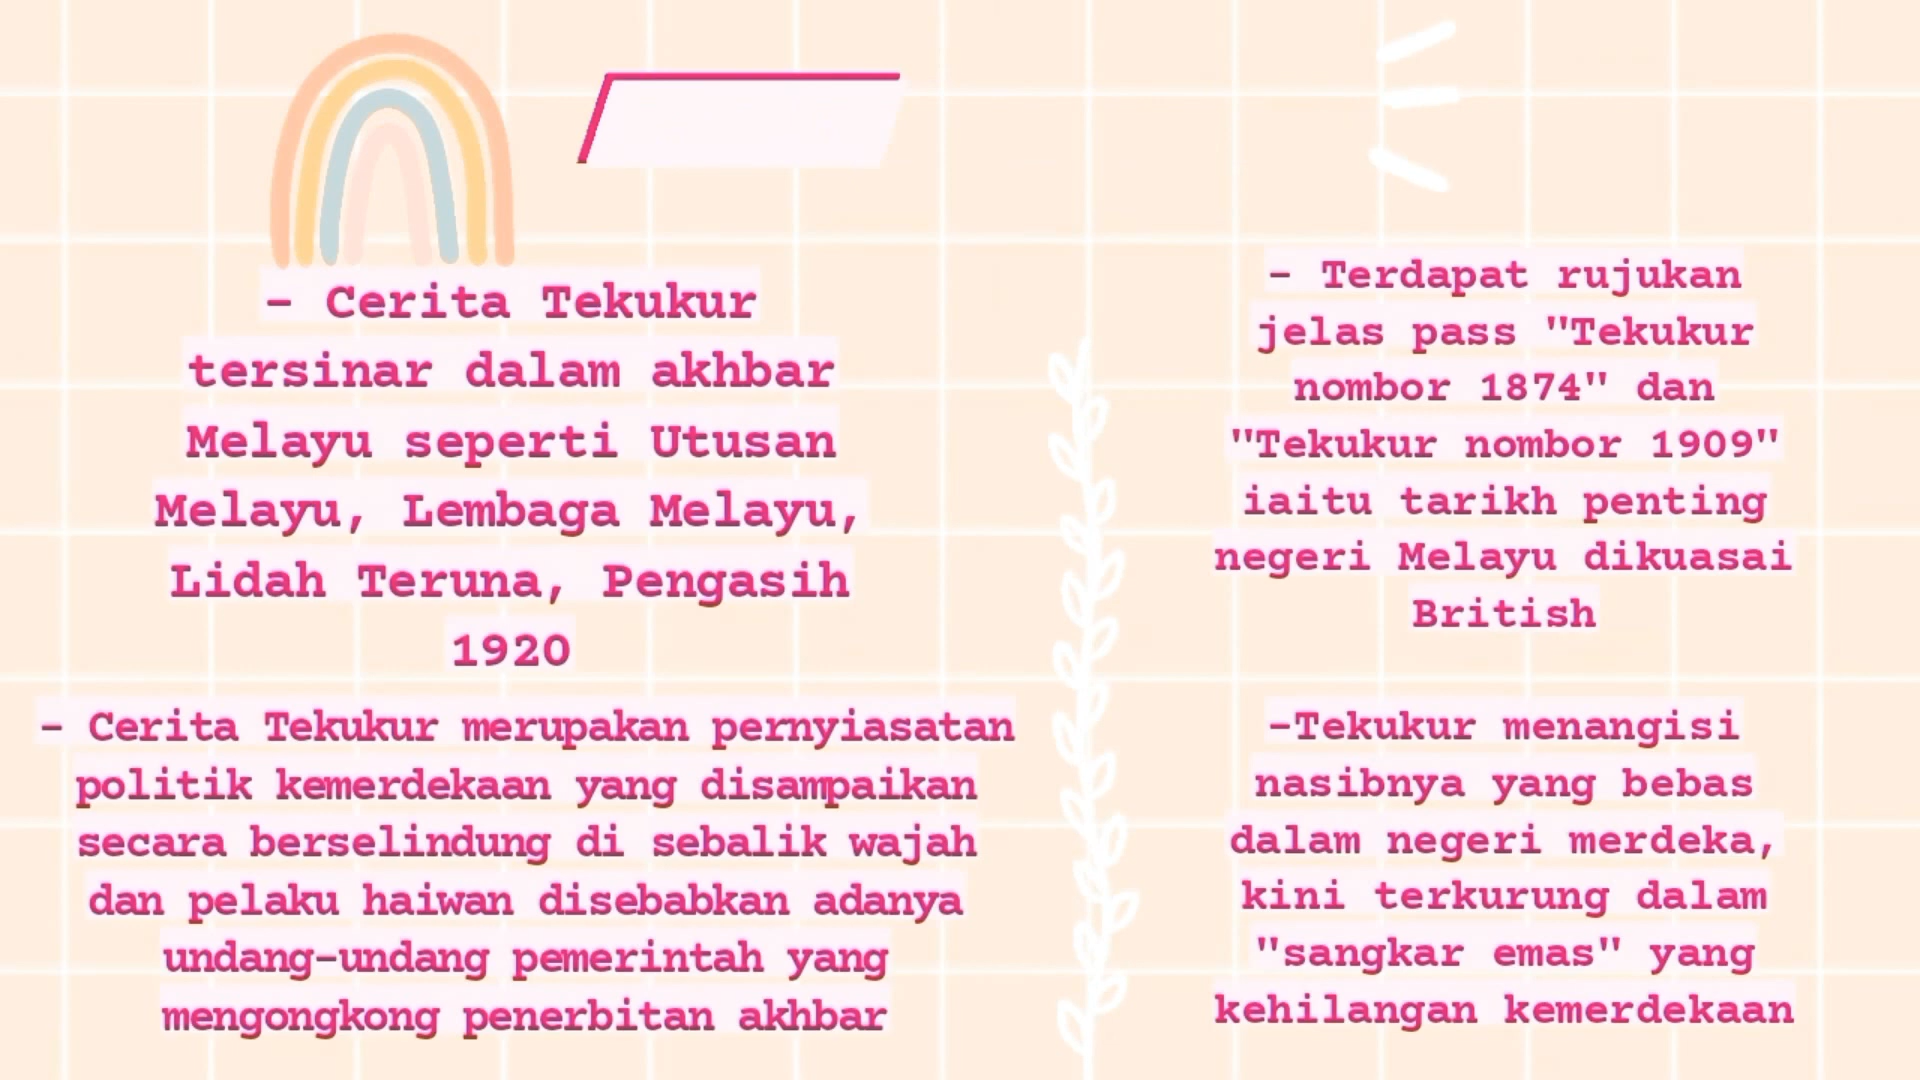 - Cerita Tekukur
tersinar dalam akhbar
Melayu seperti Utusan
Melayu, Lembaga Melayu,
Lidah Teruna, Pengasih
1920
- Cerita Tekukur merupakan pernyiasatan
politik kemerdekaan yang disampaikan
secara berselindung di sebalik wajah
dan pelaku haiwan disebabkan adanya
undang-undang pemerintah yang
mengongkong penerbitan akhbar
- Terdapat rujukan
jelas pass "Tekukur
nombor 1874" dan
"Tekukur nombor 1909"
iaitu tarikh penting
negeri Melayu dikuasai
British
-Tekukur menangisi
nasibnya yang bebas
dalam negeri merdeka,
kini terkurung dalam
"sangkar emas" yang
kehilangan kemerdekaan